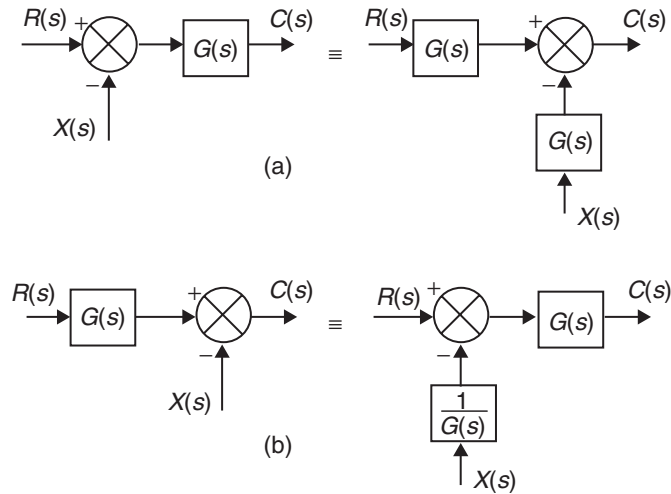 R(s) + G(s) C(s) ≡ R(s) G(s) + C(s)
− −
X(s) G(s)
(a) X(s)
R(s) G(s) + C(s) ≡ R(s) + G(s) C(s)
− −
X(s) 1/G(s)
(b) X(s)